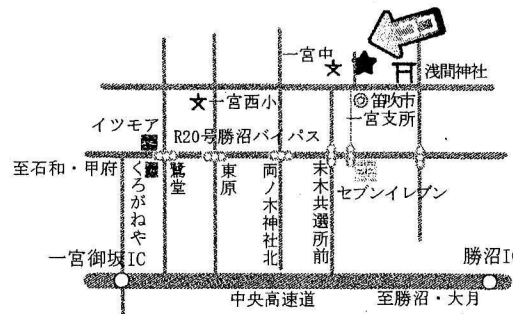 一宮中
浅間神社
一宮西小
笛吹市
一宮支所
イツモア
R20号勝沼バイパス
至石和・甲府
くろがねや
鷲堂
東原
両ノ木神社北
末木共選所前
セブンイレブン
一宮御坂IC
勝沼IC
中央高速道
至勝沼・大月